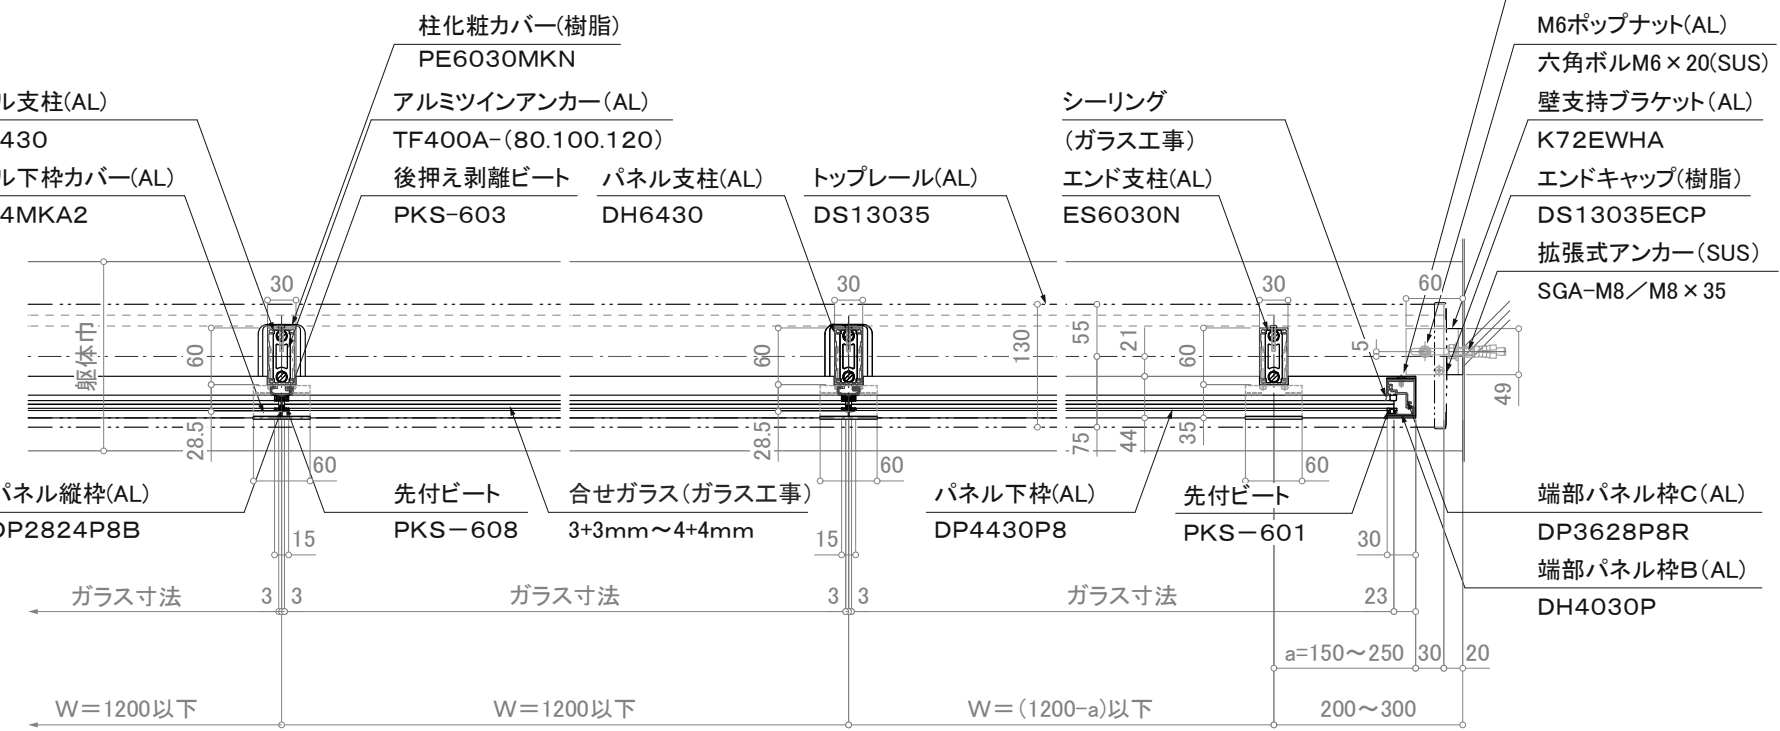 柱化粧カバー(樹脂)
PE6030MKN
ル支柱(AL)
430
ル下枠カバー(AL)
4MKA2
アルミツインアンカー(AL)
TF400A-(80.100.120)
後押え剥離ビート
PKS-603
パネル支柱(AL)
DH6430
トップレール(AL)
DS13035
シーリング
(ガラス工事)
エンド支柱(AL)
ES6030N
M6ポップナット(AL)
六角ボルM6×20(SUS)
壁支持ブラケット(AL)
K72EWHA
エンドキャップ(樹脂)
DS13035ECP
拡張式アンカー(SUS)
SGA-M8/M8×35
躯体巾
30
60
28.5
60
15
30
60
28.5
60
15
130
55
75
21
44
30
60
35
60
60
5
49
パネル縦枠(AL)
DP2824P8B
先付ビート
PKS-608
合せガラス(ガラス工事)
3+3mm~4+4mm
パネル下枠(AL)
DP4430P8
先付ビート
PKS-601
30
端部パネル枠C(AL)
DP3628P8R
端部パネル枠B(AL)
DH4030P
ガラス寸法
3 3
ガラス寸法
3 3
ガラス寸法
23
a=150~250 30 20
W=1200以下
W=1200以下
W=(1200-a)以下
200~300